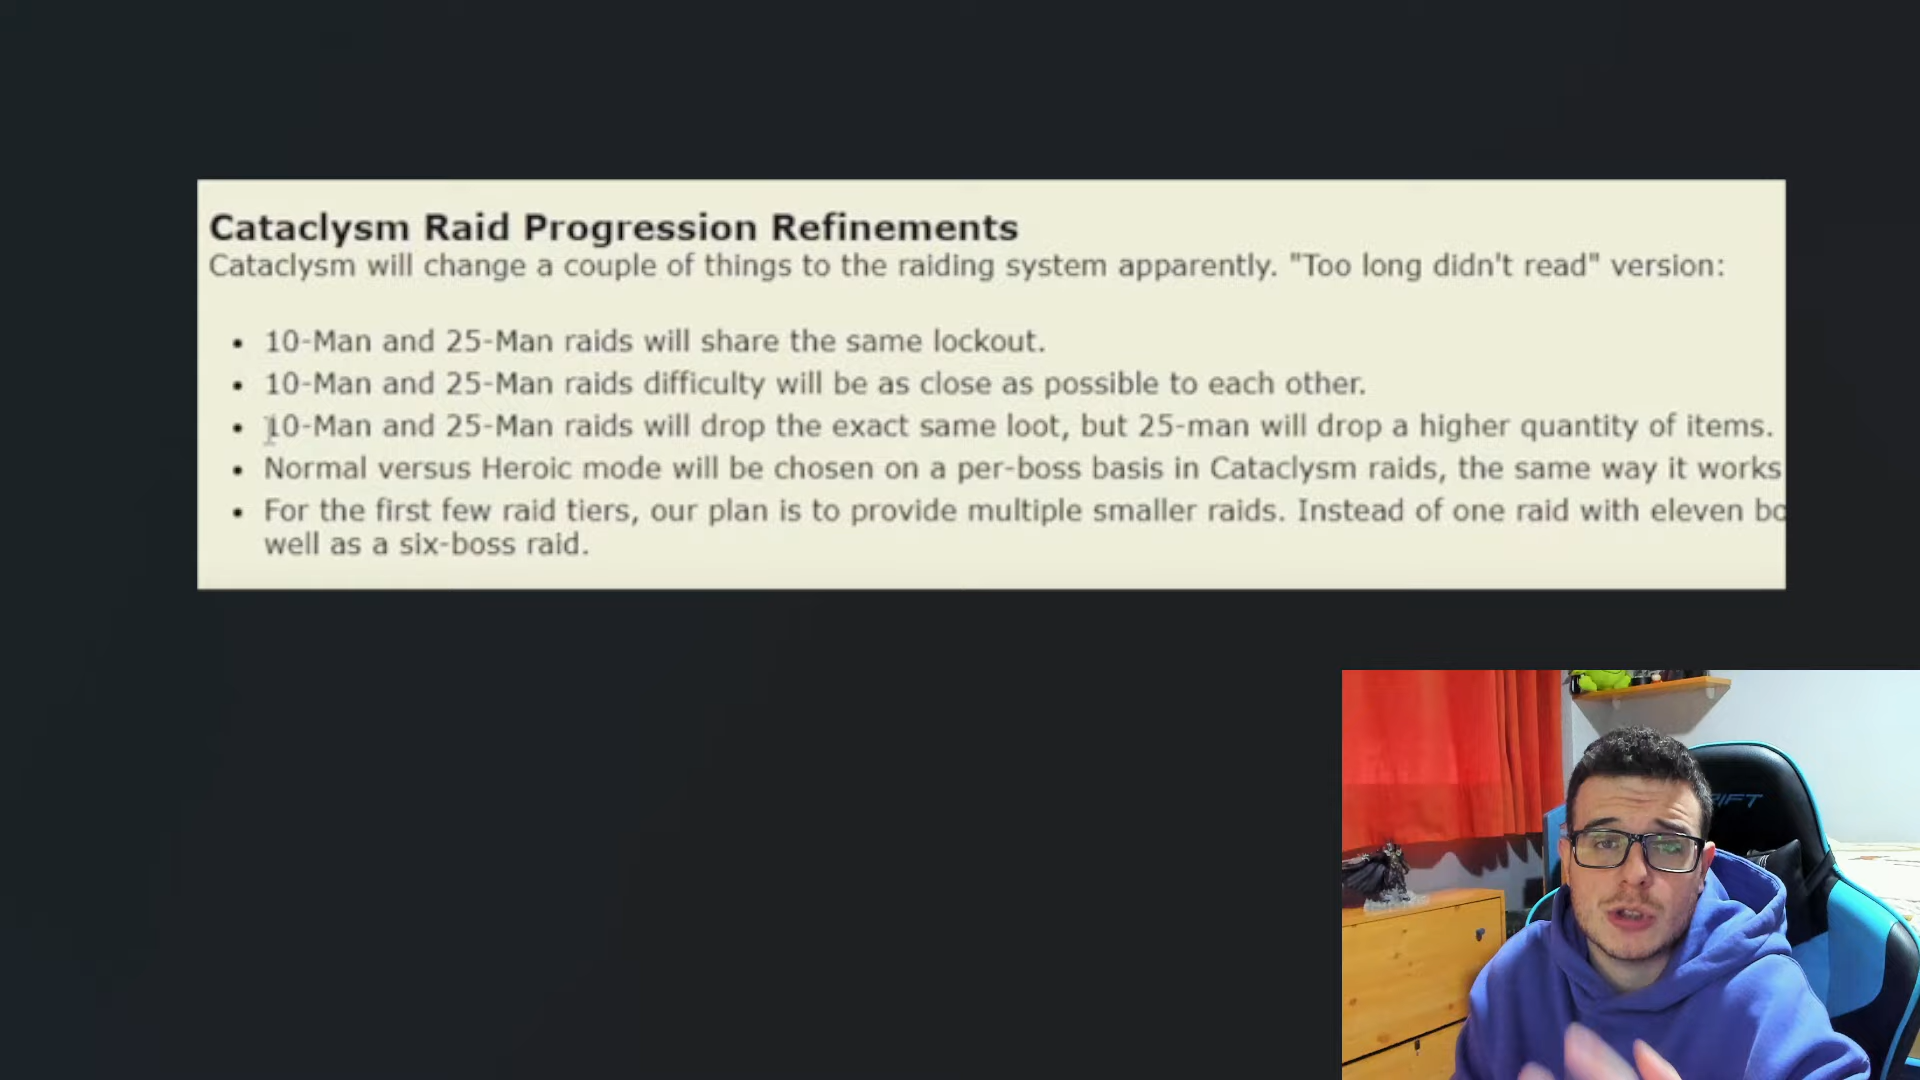 Cataclysm Raid Progression Refinements
Cataclysm will change a couple of things to the raiding system apparently. "Too long didn't read" version:
• 10-Man and 25-Man raids will share the same lockout.
• 10-Man and 25-Man raids difficulty will be as close as possible to each other.
• 10-Man and 25-Man raids will drop the exact same loot, but 25-man will drop a higher quantity of items.
• Normal versus Heroic mode will be chosen on a per-boss basis in Cataclysm raids, the same way it works
• For the first few raid tiers, our plan is to provide multiple smaller raids. Instead of one raid with eleven
well as a six-boss raid.